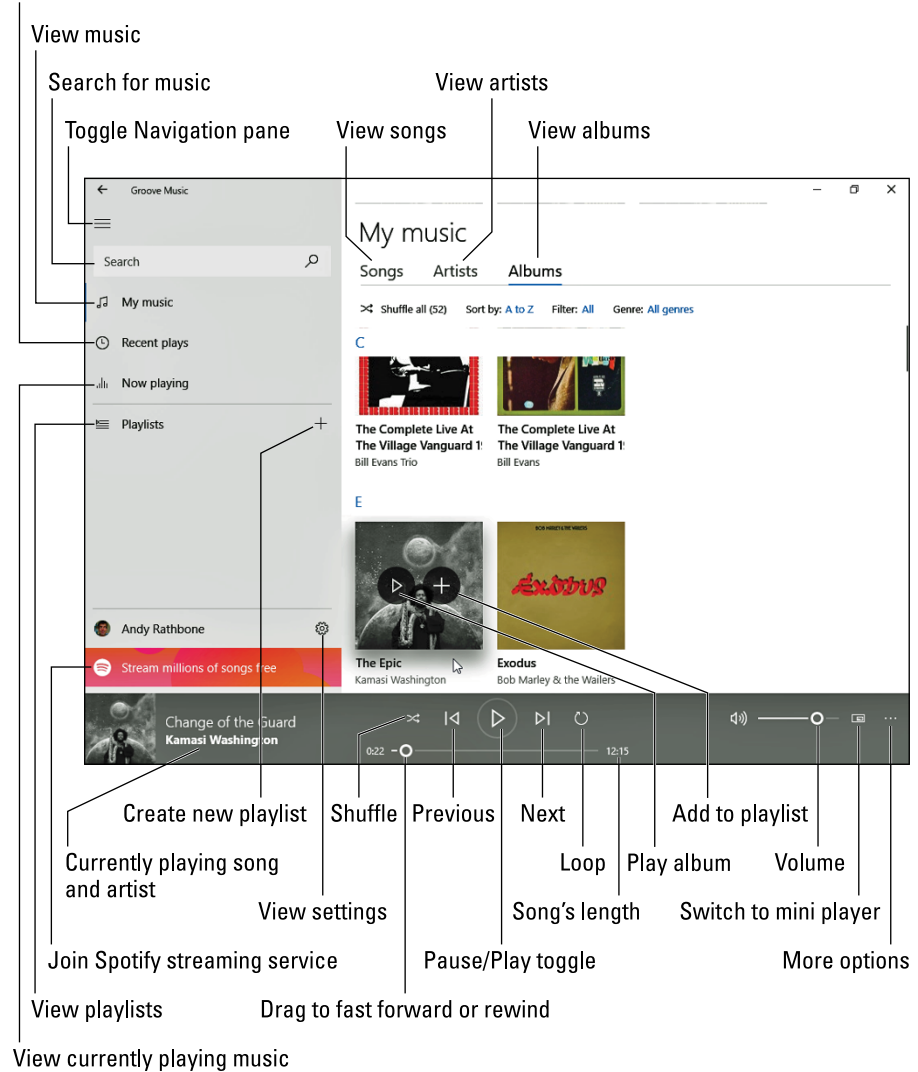 View music
Search for music
View artists
Toggle Navigation pane
View songs
View albums
Groove Music
My music
Search
Songs
Artists
Albums
My music
Shuffle all (52)
Sort by: A to Z
Filter: All
Genre: All genres
Recent plays
C
Now playing
Playlists
The Complete Live At
The Village Vanguard 1
Bill Evans Trio
The Complete Live At
The Village Vanguard 1
Bill Evans
E
BOB MARLEY & THE WAILERS
Exodus
Andy Rathbone
Stream millions of songs free
The Epic
Kamasi Washington
Exodus
Bob Marley & the Wailers
Change of the Guard
Kamasi Washington
0:22
12:15
Create new playlist
Shuffle
Previous
Next
Add to playlist
Currently playing song
and artist
Loop
Play album
Volume
View settings
Song's length
Switch to mini player
Join Spotify streaming service
Pause/Play toggle
More options
View playlists
Drag to fast forward or rewind
View currently playing music